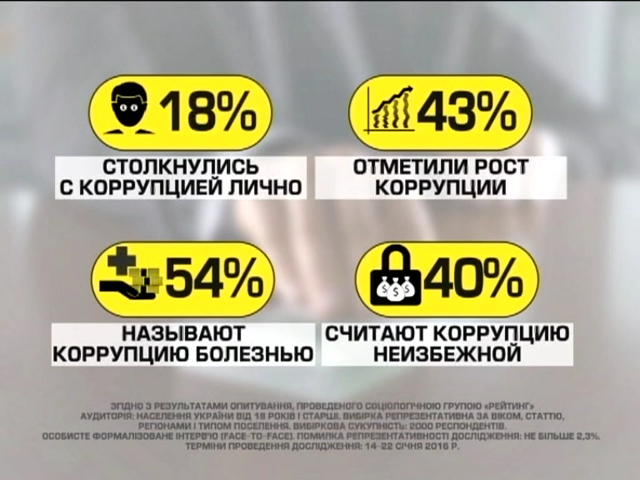 18%
43%
СТОЛКНУЛИСЬ
С КОРРУПЦИЕЙ ЛИЧНО
ОТМЕТИЛИ РОСТ
КОРРУПЦИИ
54%
40%
НАЗЫВАЮТ
КОРРУПЦИЮ БОЛЕЗНЬЮ
СЧИТАЮТ КОРРУПЦИЮ
НЕИЗБЕЖНОЙ
ЗГІДНО З РЕЗУЛЬТАТАМИ ОПИТУВАННЯ, ПРОВЕДЕНОГО СОЦІОЛОГІЧНОЮ ГРУПОЮ «РЕЙТИНГ»
АУДИТОРІЯ: НАСЕЛЕННЯ УКРАЇНИ ВІД 18 РОКІВ І СТАРШЕ. ВИБІРКА РЕПРЕЗЕНТАТИВНА ЗА ВІКОМ, СТАТТЮ,
РЕГІОНАМИ І ТИПОМ ПОСЕЛЕННЯ. ВИБІРКОВА СУКУПНІСТЬ: 2000 РЕСПОНДЕНТІВ.
ОСОБИСТЕ ФОРМАЛІЗОВАНЕ ІНТЕРВ'Ю (FACE-TO-FACE). ПОМИЛКА РЕПРЕЗЕНТАТИВНОСТІ ДОСЛІДЖЕННЯ: НЕ БІЛЬШЕ 2,3%.
ТЕРМІНИ ПРОВЕДЕННЯ ДОСЛІДЖЕННЯ: 14-22 СІЧНЯ 2016 Р.